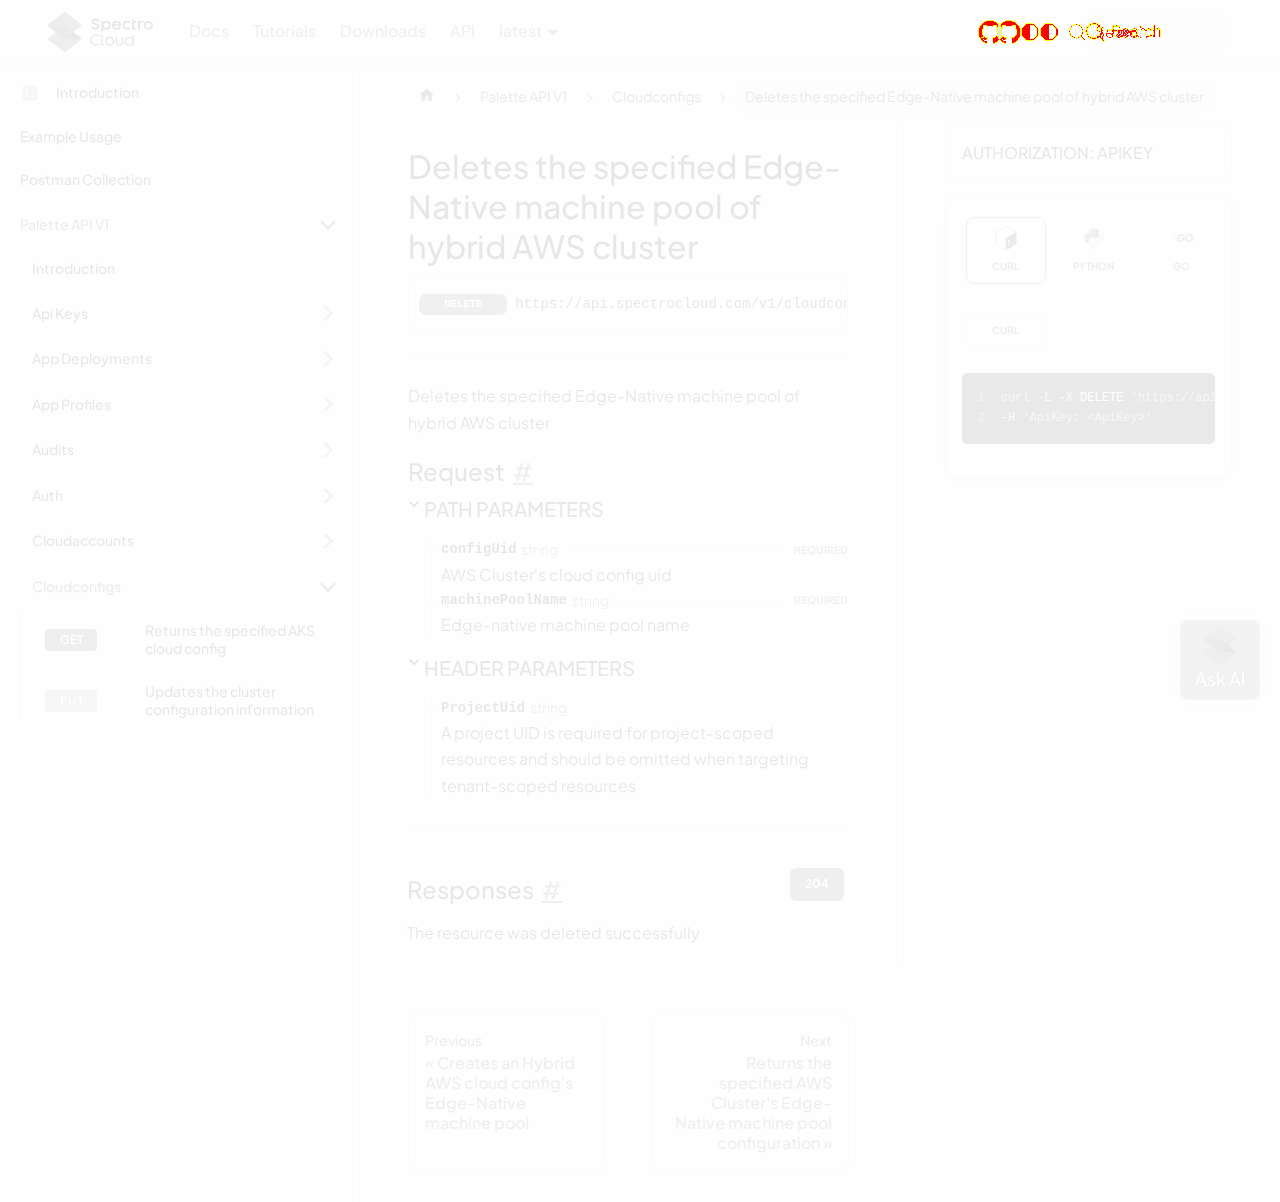 Spectro Cloud
Docs Tutorials Downloads API latest
Introduction
Example Usage
Postman Collection
Palette API V1
Introduction
Api Keys
App Deployments
App Profiles
Audits
Auth
Cloudaccounts
Cloudconfigs
GET Returns the specified AKS
cloud config
PUT Updates the cluster
configuration information
Palette API V1 Cloudconfigs Deletes the specified Edge-Native machine pool of hybrid AWS cluster
Deletes the specified Edge-
Native machine pool of
hybrid AWS cluster
DELETE https://api.spectrocloud.com/v1/cloudcon
Deletes the specified Edge-Native machine pool of
hybrid AWS cluster
Request #
PATH PARAMETERS
configUid string REQUIRED
AWS Cluster's cloud config uid
machinePoolName string REQUIRED
Edge-native machine pool name
HEADER PARAMETERS
ProjectUid string
A project UID is required for project-scoped
resources and should be omitted when targeting
tenant-scoped resources
Responses #
204
The resource was deleted successfully
Previous
« Creates an Hybrid
AWS cloud config's
Edge-Native
machine pool
Next
Returns the
specified AWS
Cluster's Edge-
Native machine pool
configuration »
AUTHORIZATION: APIKEY
CURL PYTHON GO
CURL
1 curl -L -X DELETE 'https://api
2 -H 'ApiKey: <ApiKey>'
Ask AI